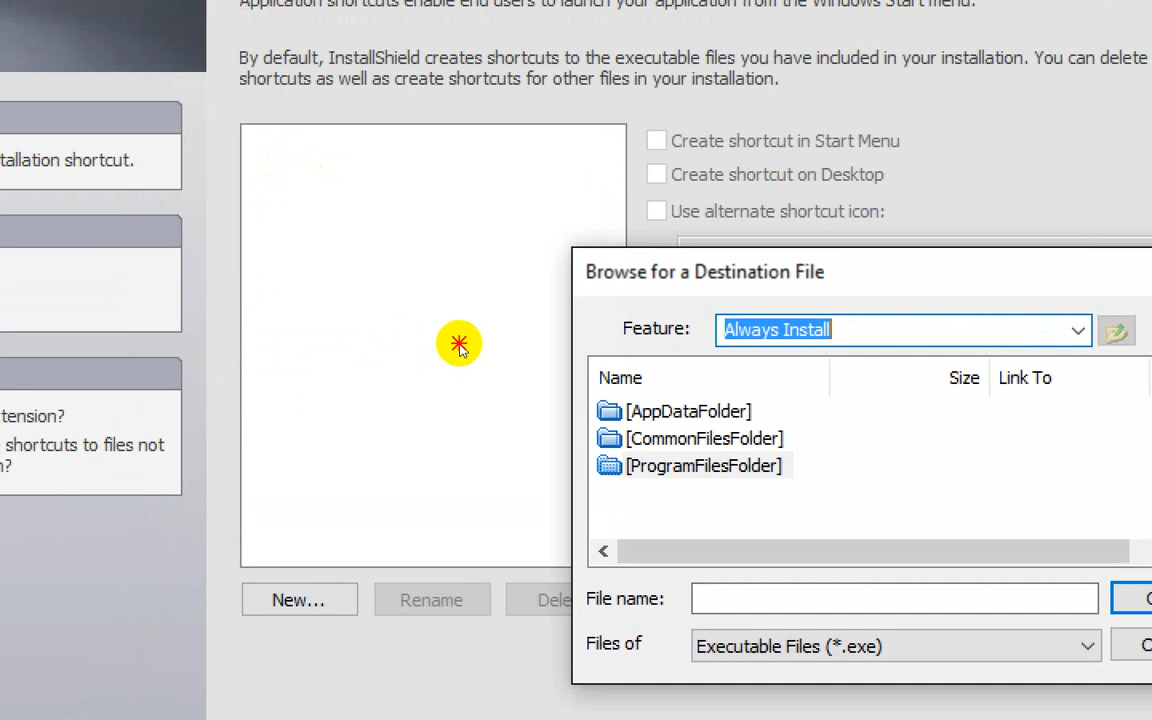 Application shortcuts enable end users to launch your application from the Windows Start menu.
By default, InstallShield creates shortcuts to the executable files you have included in your installation. You can delete
shortcuts as well as create shortcuts for other files in your installation.
tallation shortcut.
tension?
shortcuts to files not
n?
Create shortcut in Start Menu
Create shortcut on Desktop
Use alternate shortcut icon:
Browse for a Destination File
Feature: Always Install
Name Size Link To
[AppDataFolder]
[CommonFilesFolder]
[ProgramFilesFolder]
New... Rename Dele
File name:
Files of Executable Files (*.exe)